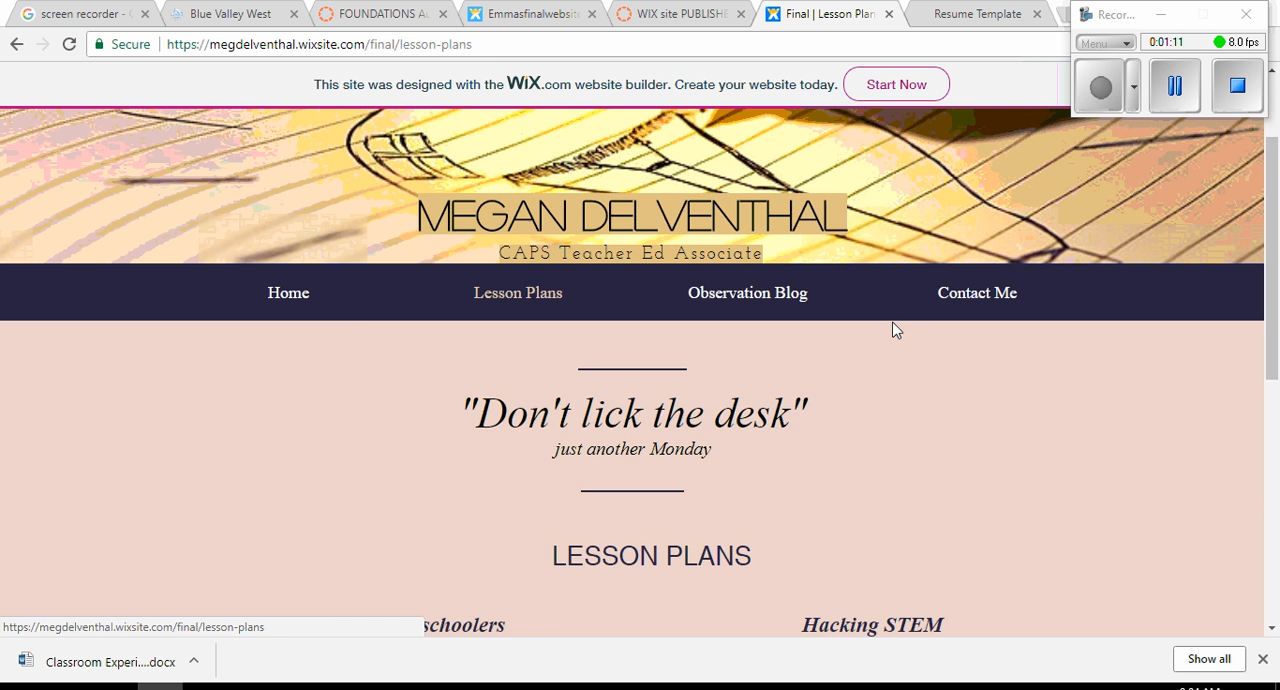 screen recorder - G
Blue Valley West
FOUNDATIONS Au
Emmasfinalwebsite
WIX site PUBLISHE
Final | Lesson Plan
Resume Template
Recor...
Menu
0:01:11
8.0 fps
Secure
https://megdelventhal.wixsite.com/final/lesson-plans
This site was designed with the WiX.com website builder. Create your website today.
Start Now
MEGAN DELVENTHAL
CAPS Teacher Ed Associate
Home
Lesson Plans
Observation Blog
Contact Me
"Don't lick the desk"
just another Monday
LESSON PLANS
schoolers
Hacking STEM
https://megdelventhal.wixsite.com/final/lesson-plans
Classroom Experi....docx
Show all